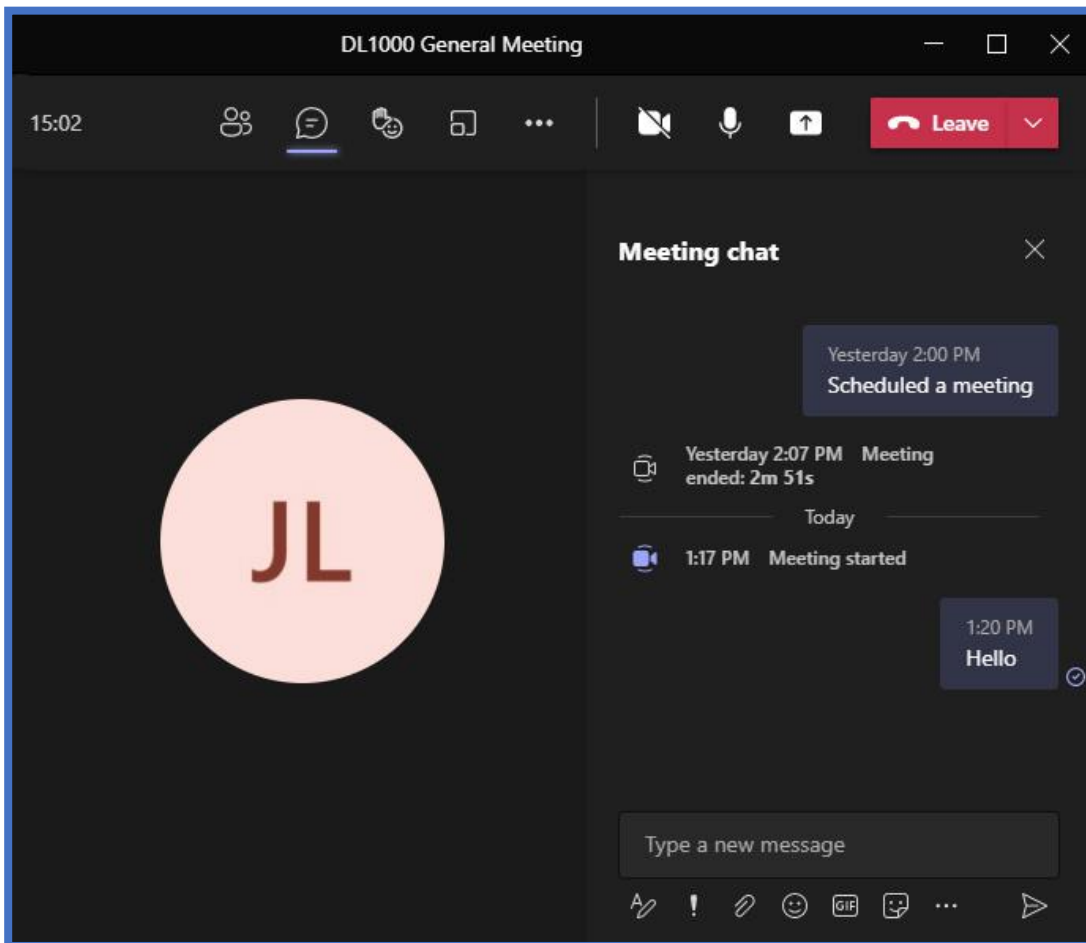 DL1000 General Meeting
15:02
Leave
Meeting chat
Yesterday 2:00 PM
Scheduled a meeting
Yesterday 2:07 PM Meeting
ended: 2m 51s
Today
1:17 PM Meeting started
1:20 PM
Hello
JL
Type a new message
GIF